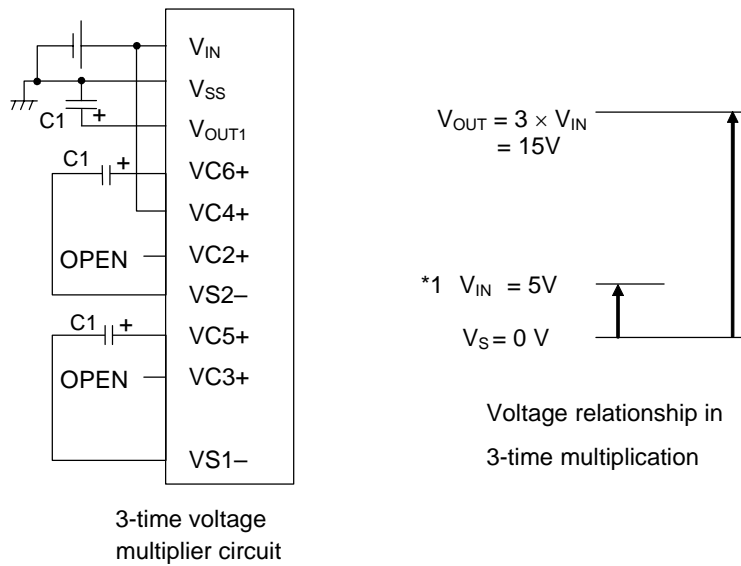 VIN
VSS
C1 +
VOUT1
C1 +
VC6+
VC4+
OPEN
VC2+
VS2–
C1 +
VC5+
OPEN
VC3+
VS1–
3-time voltage
multiplier circuit
VOUT = 3 × VIN
= 15V
*1 VIN = 5V
VS = 0 V
Voltage relationship in
3-time multiplication